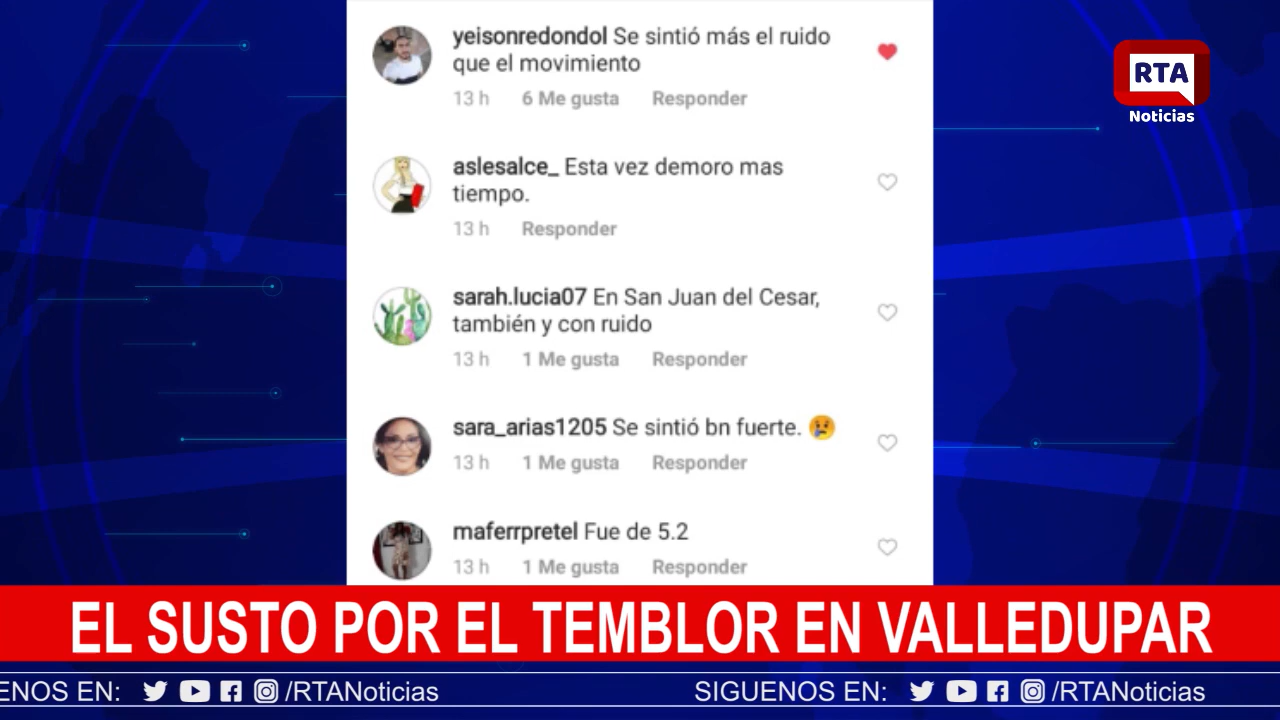 yeisonredondol Se sintió más el ruido
que el movimiento
13 h 6 Me gusta Responder
RTA
Noticias
aslesalce_ Esta vez demoro mas
tiempo.
13 h Responder
sarah.lucia07 En San Juan del Cesar,
también y con ruido
13 h 1 Me gusta Responder
sara_arias1205 Se sintió bn fuerte. 😢
13 h 1 Me gusta Responder
maferrpretel Fue de 5.2
13 h 1 Me gusta Responder
EL SUSTO POR EL TEMBLOR EN VALLEDUPAR
ENOS EN: /RTANoticias SIGUENOS EN: /RTANoticias